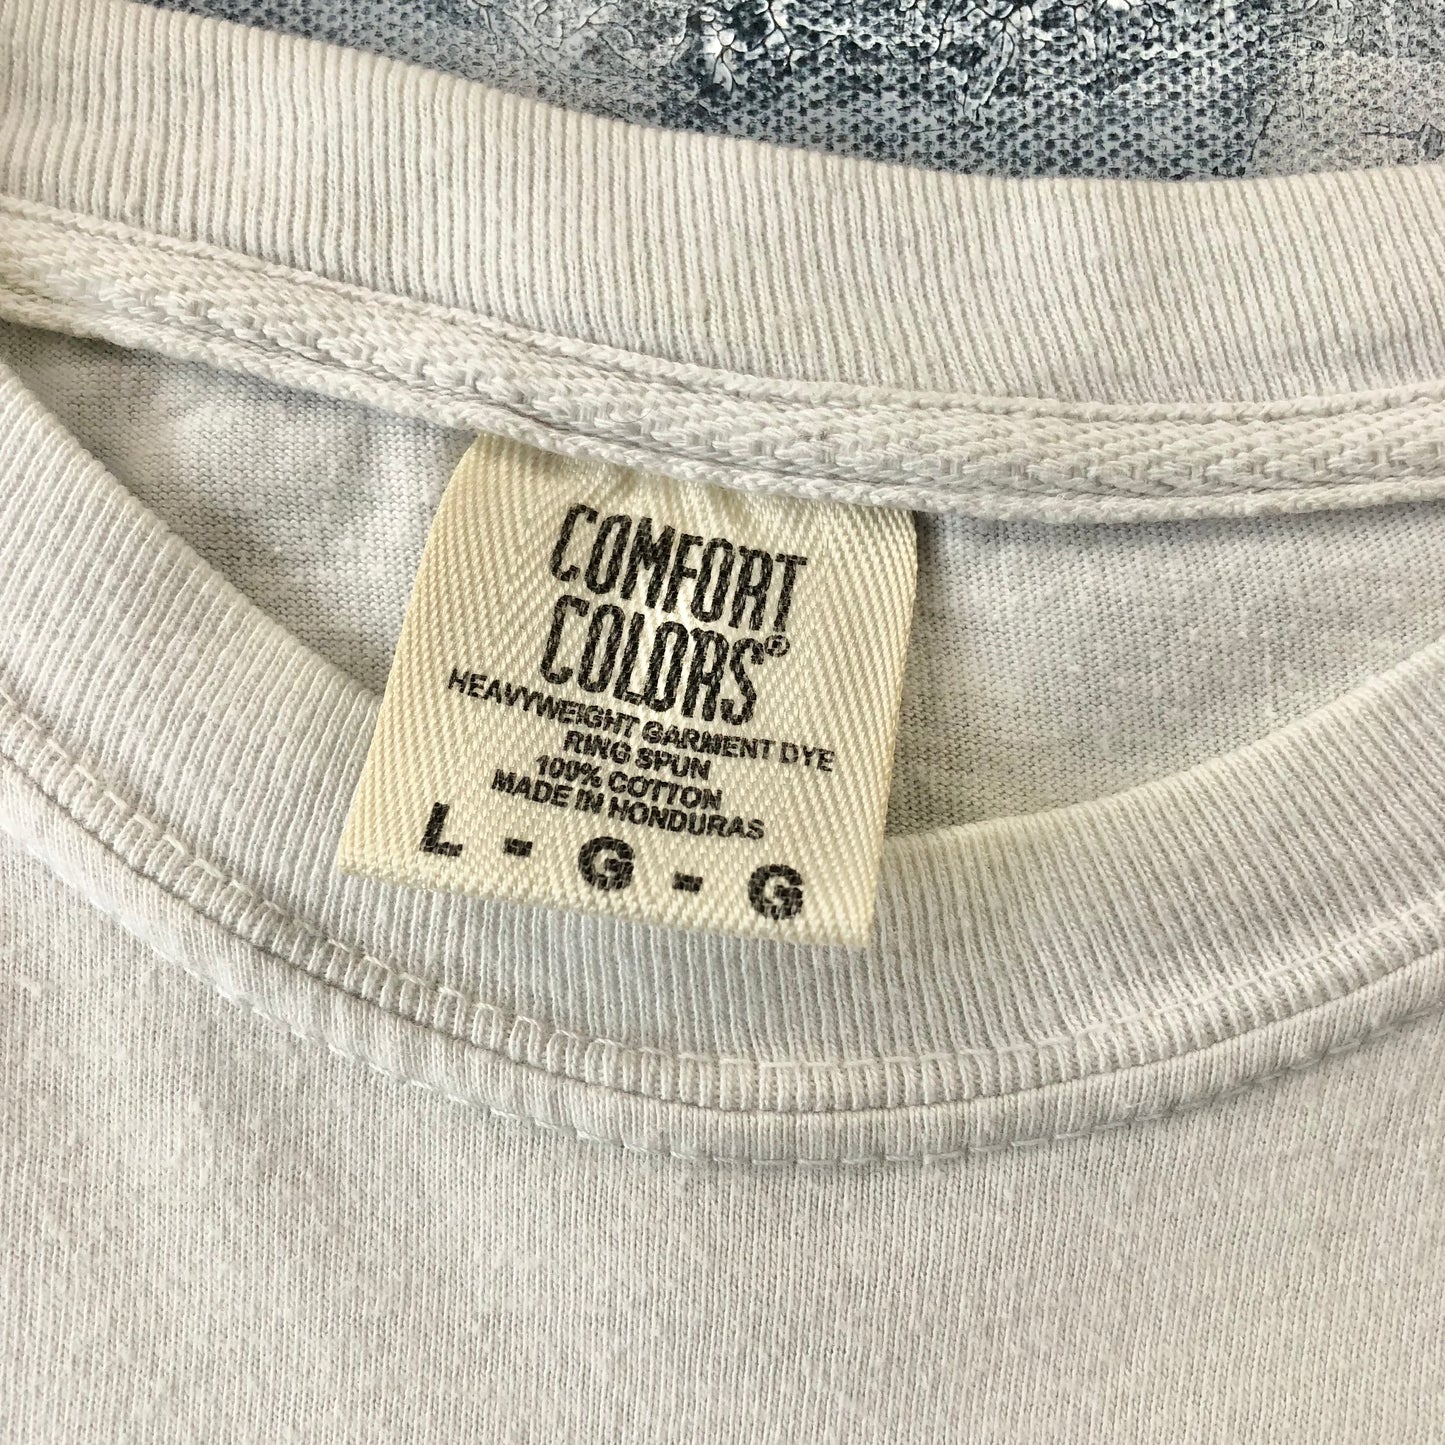 COMFORT
COLORS®
HEAVYWEIGHT GARMENT DYE
RING SPUN
100% COTTON
MADE IN HONDURAS
L - G - G